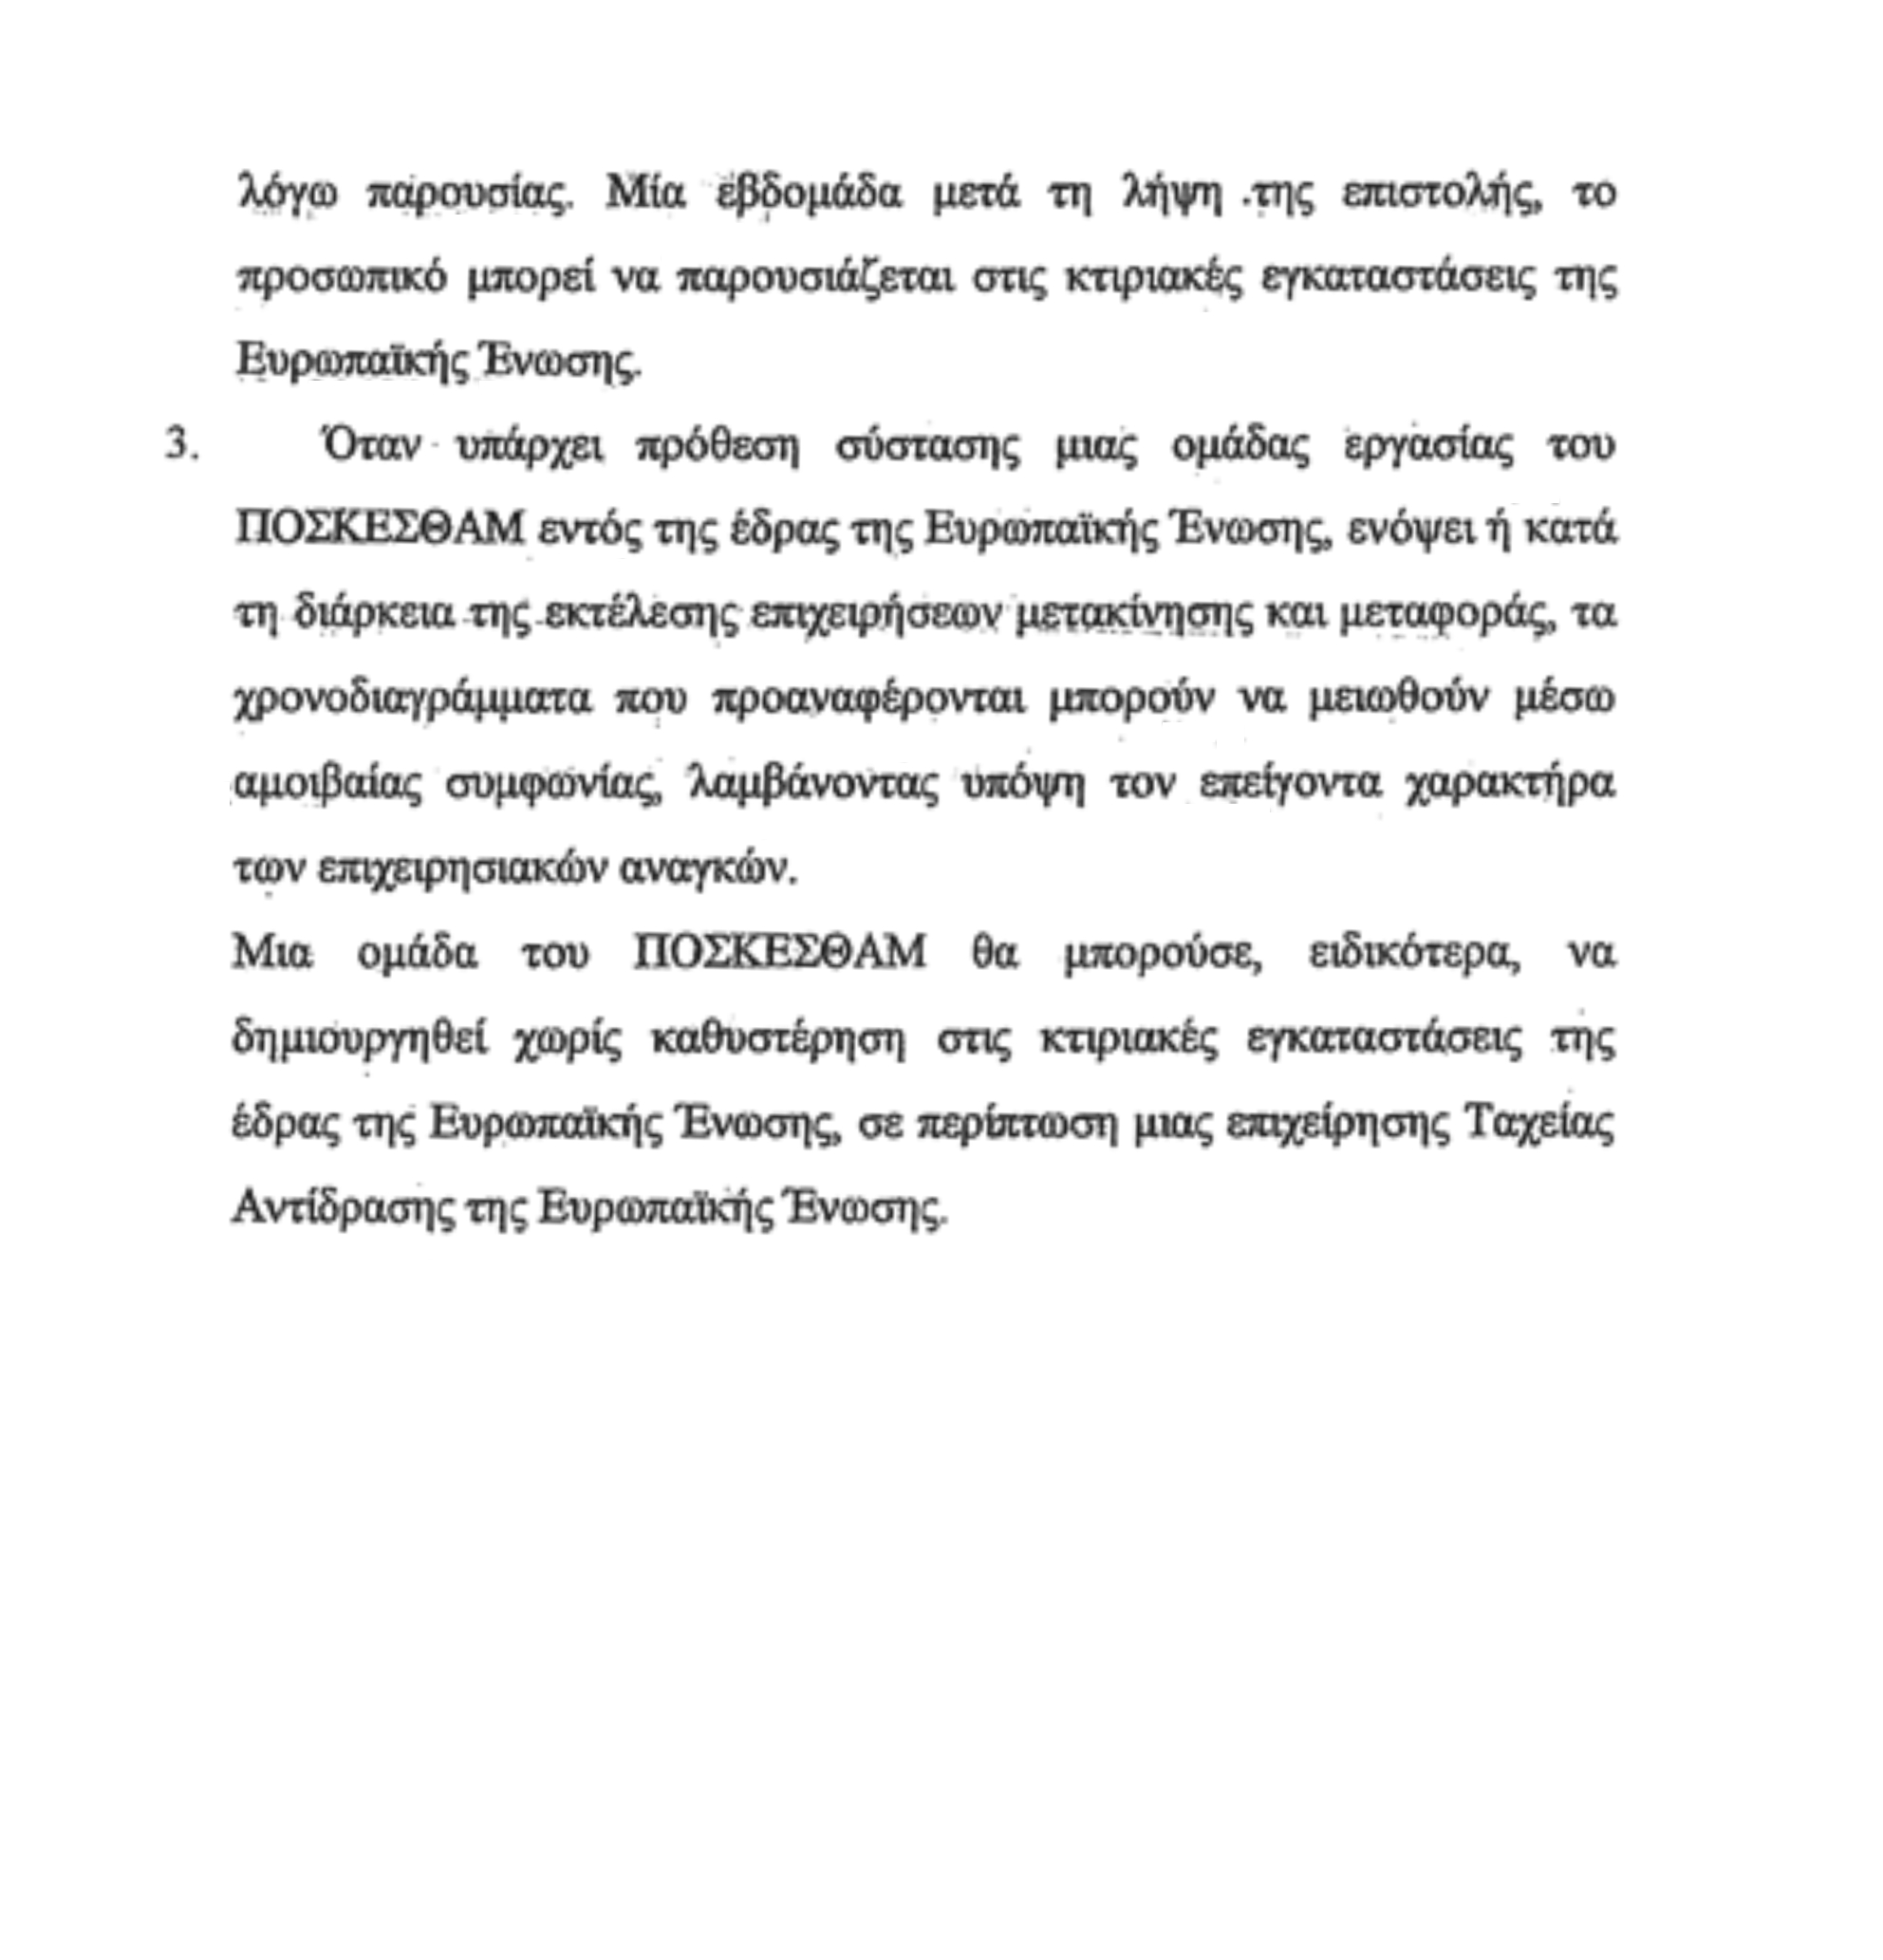 λόγω παρουσίας. Μία εβδομάδα μετά τη λήψη της επιστολής, το
προσωπικό μπορεί να παρουσιάζεται στις κτιριακές εγκαταστάσεις της
Ευρωπαϊκής Ένωσης.
3. Όταν υπάρχει πρόθεση σύστασης μιας ομάδας εργασίας του
ΠΟΣΚΕΣΘΑΜ εντός της έδρας της Ευρωπαϊκής Ένωσης, ενόψει ή κατά
τη διάρκεια της εκτέλεσης επιχειρήσεων μετακίνησης και μεταφοράς, τα
χρονοδιαγράμματα που προαναφέρονται μπορούν να μειωθούν μέσω
αμοιβαίας συμφωνίας, λαμβάνοντας υπόψη τον επείγοντα χαρακτήρα
των επιχειρησιακών αναγκών.
Μια ομάδα του ΠΟΣΚΕΣΘΑΜ θα μπορούσε, ειδικότερα, να
δημιουργηθεί χωρίς καθυστέρηση στις κτιριακές εγκαταστάσεις της
έδρας της Ευρωπαϊκής Ένωσης, σε περίπτωση μιας επιχείρησης Ταχείας
Αντίδρασης της Ευρωπαϊκής Ένωσης.